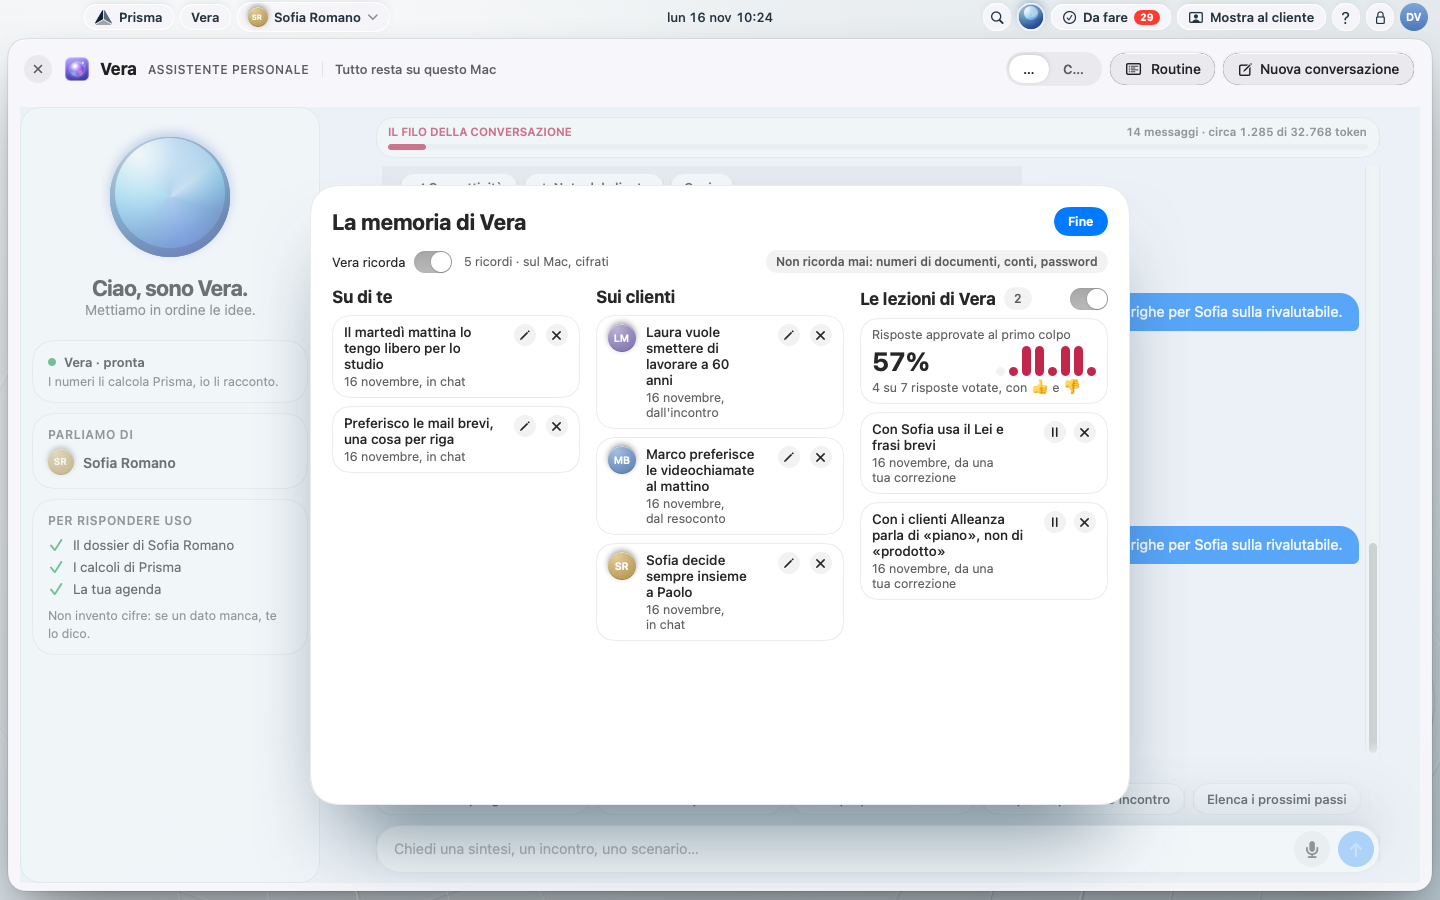 Prisma
Vera
SR Sofia Romano
lun 16 nov 10:24
Da fare 29
Mostra al cliente
?
DV
Vera ASSISTENTE PERSONALE Tutto resta su questo Mac
...
C...
Routine
Nuova conversazione
Ciao, sono Vera.
Mettiamo in ordine le idee.
Vera · pronta
I numeri li calcola Prisma, io li racconto.
PARLIAMO DI
SR Sofia Romano
PER RISPONDERE USO
Il dossier di Sofia Romano
I calcoli di Prisma
La tua agenda
Non invento cifre: se un dato manca, te
lo dico.
IL FILO DELLA CONVERSAZIONE
14 messaggi · circa 1.285 di 32.768 token
La memoria di Vera
Fine
Vera ricorda
5 ricordi · sul Mac, cifrati
Non ricorda mai: numeri di documenti, conti, password
Su di te
Il martedì mattina lo
tengo libero per lo
studio
16 novembre, in chat
Preferisco le mail brevi,
una cosa per riga
16 novembre, in chat
Sui clienti
LM
Laura vuole
smettere di
lavorare a 60
anni
16 novembre,
dall'incontro
MB
Marco preferisce
le videochiamate
al mattino
16 novembre,
dal resoconto
SR
Sofia decide
sempre insieme
a Paolo
16 novembre,
in chat
Le lezioni di Vera 2
Risposte approvate al primo colpo
57%
4 su 7 risposte votate, con 👍 e 👎
Con Sofia usa il Lei e
frasi brevi
16 novembre, da una
tua correzione
Con i clienti Alleanza
parla di «piano», non di
«prodotto»
16 novembre, da una
tua correzione
righe per Sofia sulla rivalutabile.
righe per Sofia sulla rivalutabile.
incontro
Elenca i prossimi passi
Chiedi una sintesi, un incontro, uno scenario...